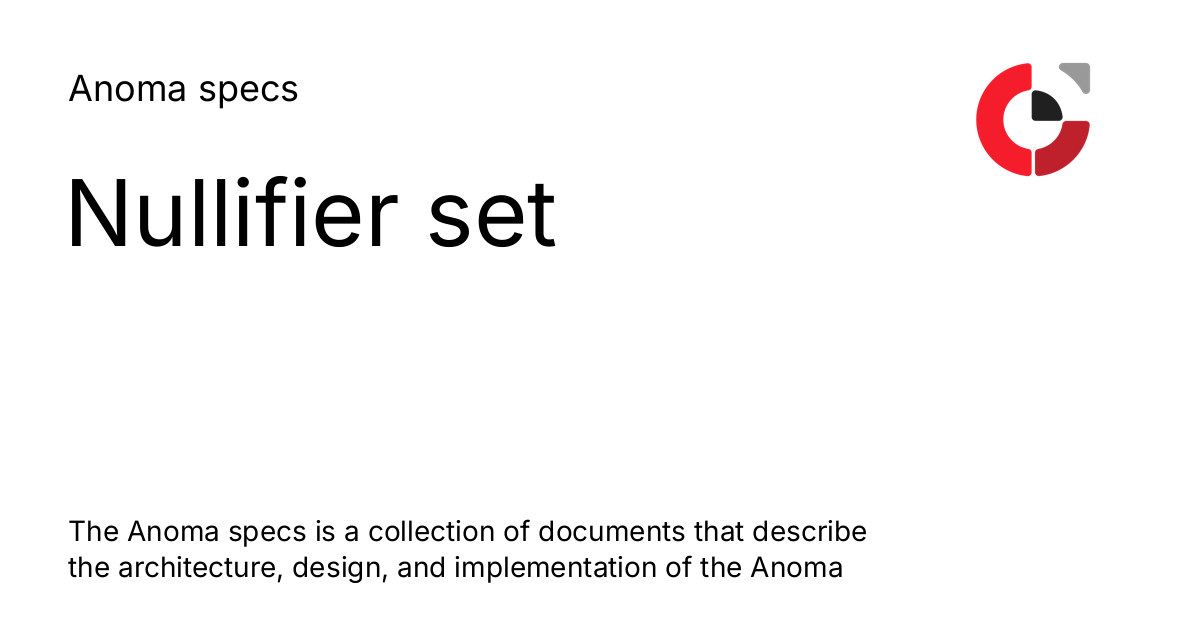 Anoma specs
Nullifier set
The Anoma specs is a collection of documents that describe
the architecture, design, and implementation of the Anoma